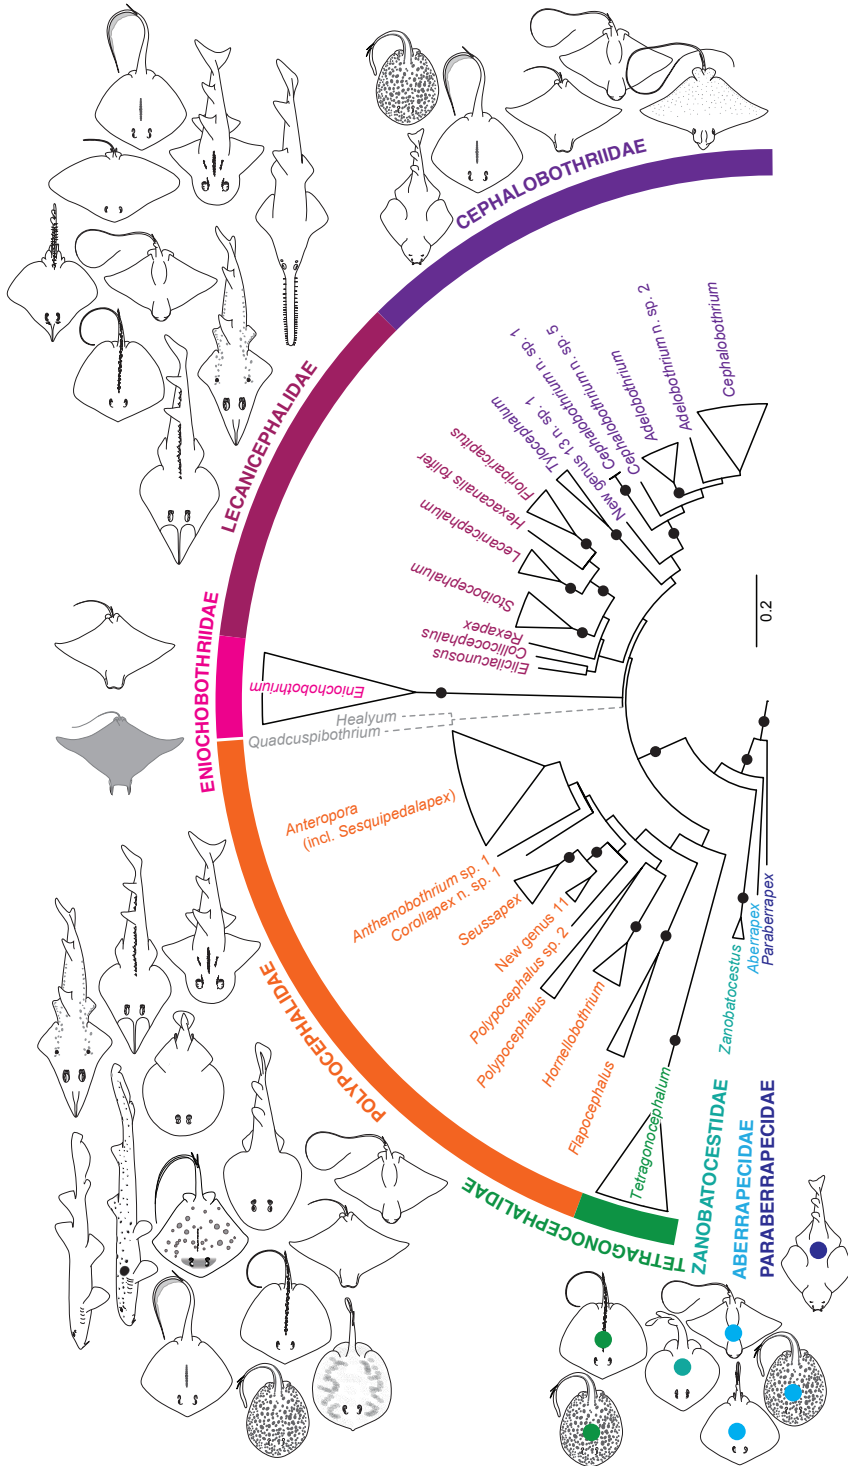 CEPHALOBOTHRIIDAE
LECANICEPHALIDAE
ENIOCHOBOTHRIIDAE
POLYPOCEPHALIDAE
TETRAGONOCEPHALIDAE
ZANOBATOCESTIDAE
ABERRAPECIDAE
PARABERRAPECIDAE
Cephalobothrium
Adelobothrium n. sp. 2
Adelobothrium
Cephalobothrium n. sp. 5
Cephalobothrium n. sp. 1
New genus 13 n. sp. 1
Tylocephalum
Floriparicapitus
Hexacanalis folifer
Lecanicephalum
Stoibocephalum
Rexapex
Collicocephalus
Elicilacunosus
Eniochobothrium
Healyum
Quadcuspibothrium
Anteropora
(incl. Sesquipedalapex)
Anthemobothrium sp. 1
Corollapex n. sp. 1
Seussapex
New genus 11
Polypocephalus sp. 2
Polypocephalus
Hornellobothrium
Flapocephalus
Tetragonocephalum
Zanobatocestus
Aberrapex
Paraberrapex
0.2